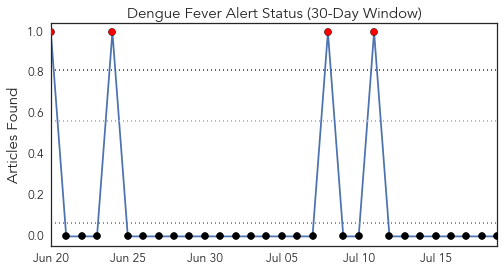 Dengue Fever Alert Status (30-Day Window)
Articles Found
1.0
0.8
0.6
0.4
0.2
0.0
Jun 20 Jun 25 Jun 30 Jul 05 Jul 10 Jul 15